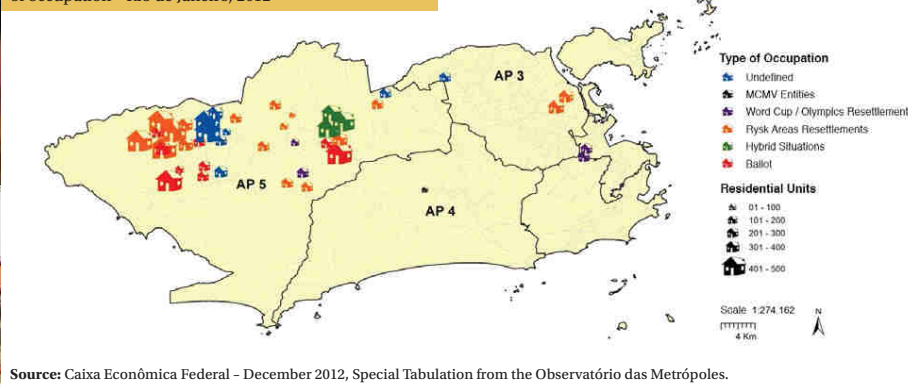 AP 3
AP 5
AP 4
Type of Occupation
Undefined
MCMV Entities
Word Cup / Olympics Resettlement
Rysk Areas Resettlements
Hybrid Situations
Ballot
Residential Units
01 - 100
101 - 200
201 - 300
301 - 400
401 - 500
Scale 1:274.162
N
4 Km
Source: Caixa Econômica Federal – December 2012, Special Tabulation from the Observatório das Metrópoles.